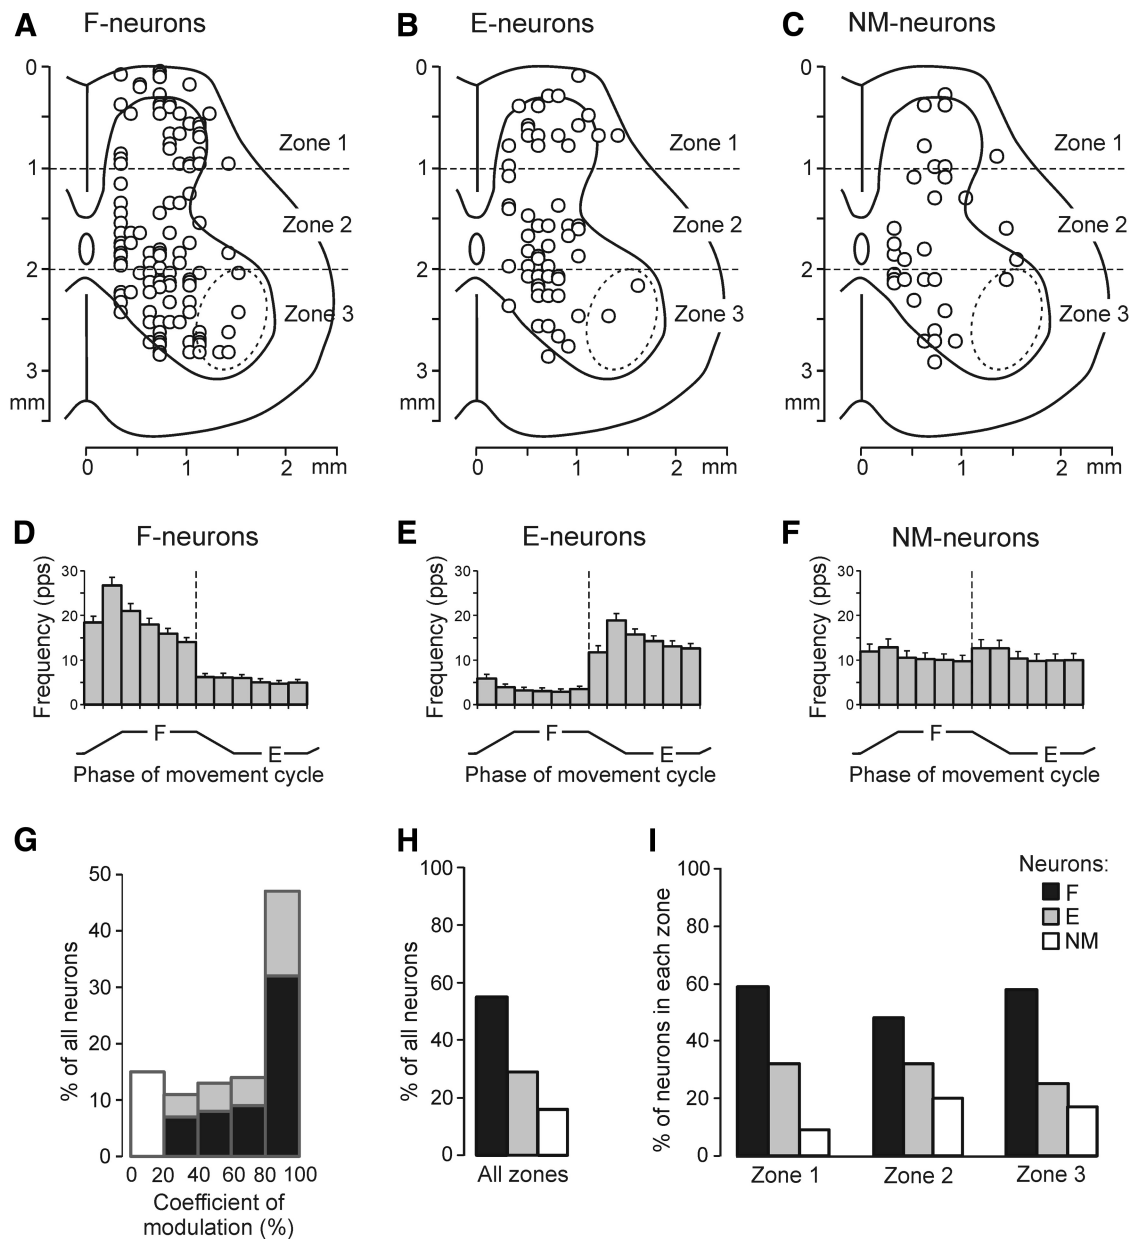 A F-neurons
B E-neurons
C NM-neurons
0
1
2
3
mm
Zone 1
Zone 2
Zone 3
0 1 2 mm
0
1
2
3
mm
Zone 1
Zone 2
Zone 3
0 1 2 mm
0
1
2
3
mm
Zone 1
Zone 2
Zone 3
0 1 2 mm
D F-neurons
Frequency (pps)
30
20
10
0
F
E
Phase of movement cycle
E E-neurons
Frequency (pps)
30
20
10
0
F
E
Phase of movement cycle
F NM-neurons
Frequency (pps)
30
20
10
0
F
E
Phase of movement cycle
G
% of all neurons
50
40
30
20
10
0
0 20 40 60 80 100
Coefficient of
modulation (%)
H
% of all neurons
100
80
60
40
20
0
All zones
I
% of neurons in each zone
100
80
60
40
20
0
Zone 1 Zone 2 Zone 3
Neurons:
F
E
NM